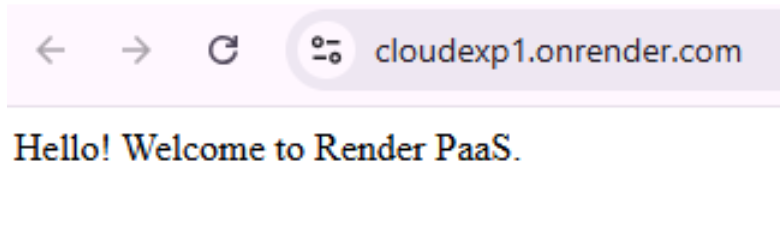 cloudexp1.onrender.com
Hello! Welcome to Render PaaS.